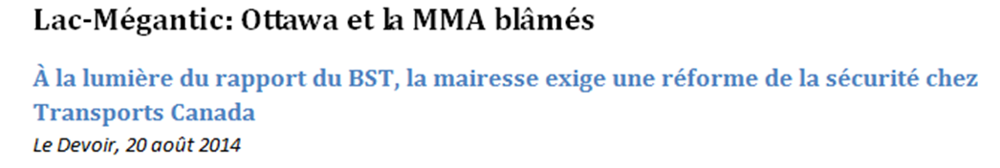 Lac-Mégantic: Ottawa et la MMA blâmés
À la lumière du rapport du BST, la mairesse exige une réforme de la sécurité chez
Transports Canada
Le Devoir, 20 août 2014